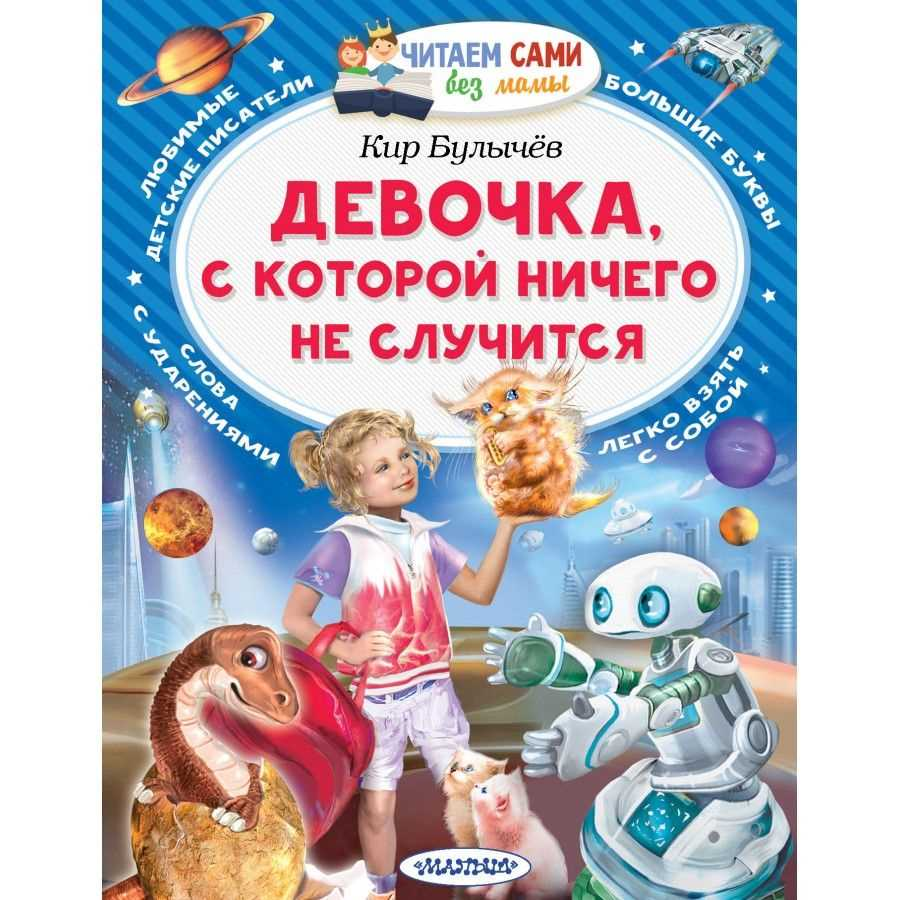 ЧИТАЕМ САМИ
без мамы
ЛЮБИМЫЕ
ДЕТСКИЕ ПИСАТЕЛИ
БОЛЬШИЕ БУКВЫ
Кир Булычёв
ДЕВОЧКА,
С КОТОРОЙ НИЧЕГО
НЕ СЛУЧИТСЯ
СЛОВА
С УДАРЕНИЯМИ
ЛЕГКО ВЗЯТЬ
С СОБОЙ
«МАЛЫШ»